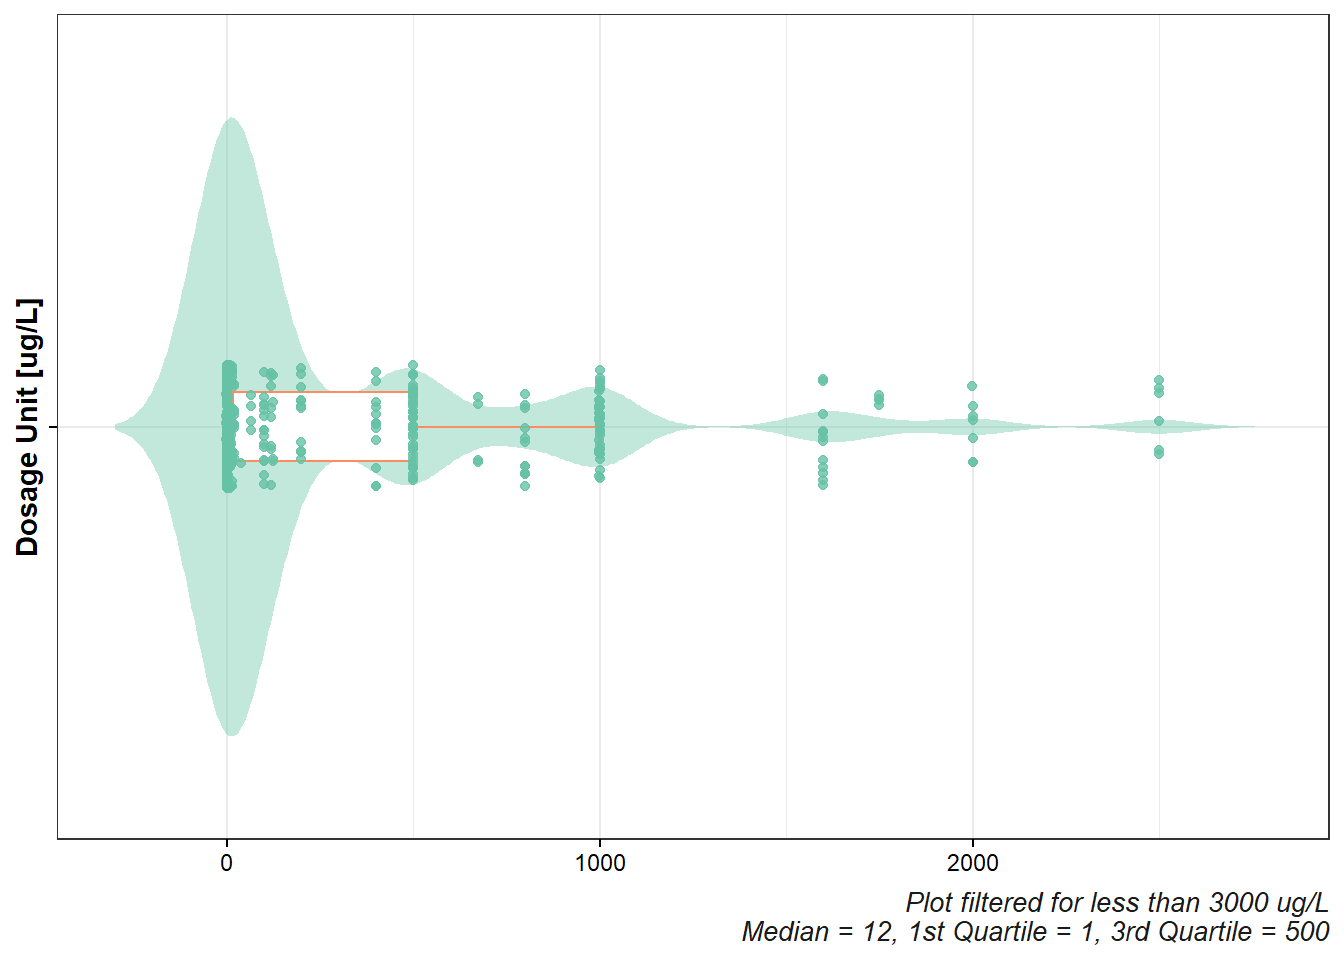 Dosage Unit [ug/L]
0 1000 2000
Plot filtered for less than 3000 ug/L
Median = 12, 1st Quartile = 1, 3rd Quartile = 500